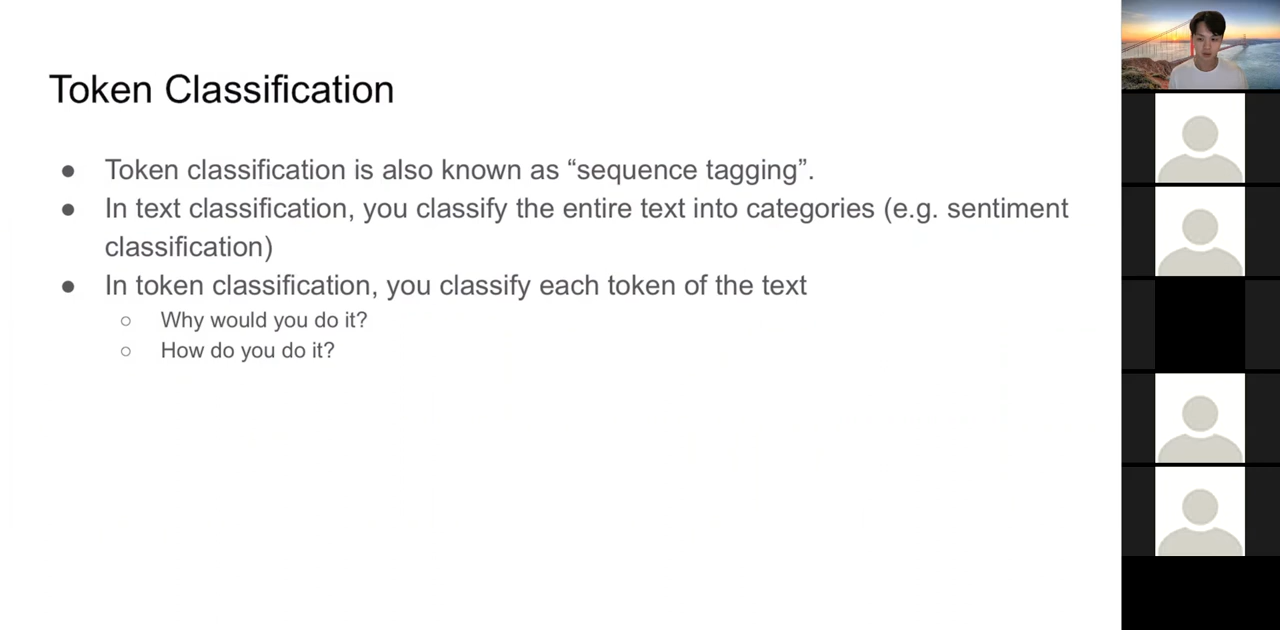 Token Classification
● Token classification is also known as “sequence tagging”.
● In text classification, you classify the entire text into categories (e.g. sentiment
classification)
● In token classification, you classify each token of the text
○ Why would you do it?
○ How do you do it?